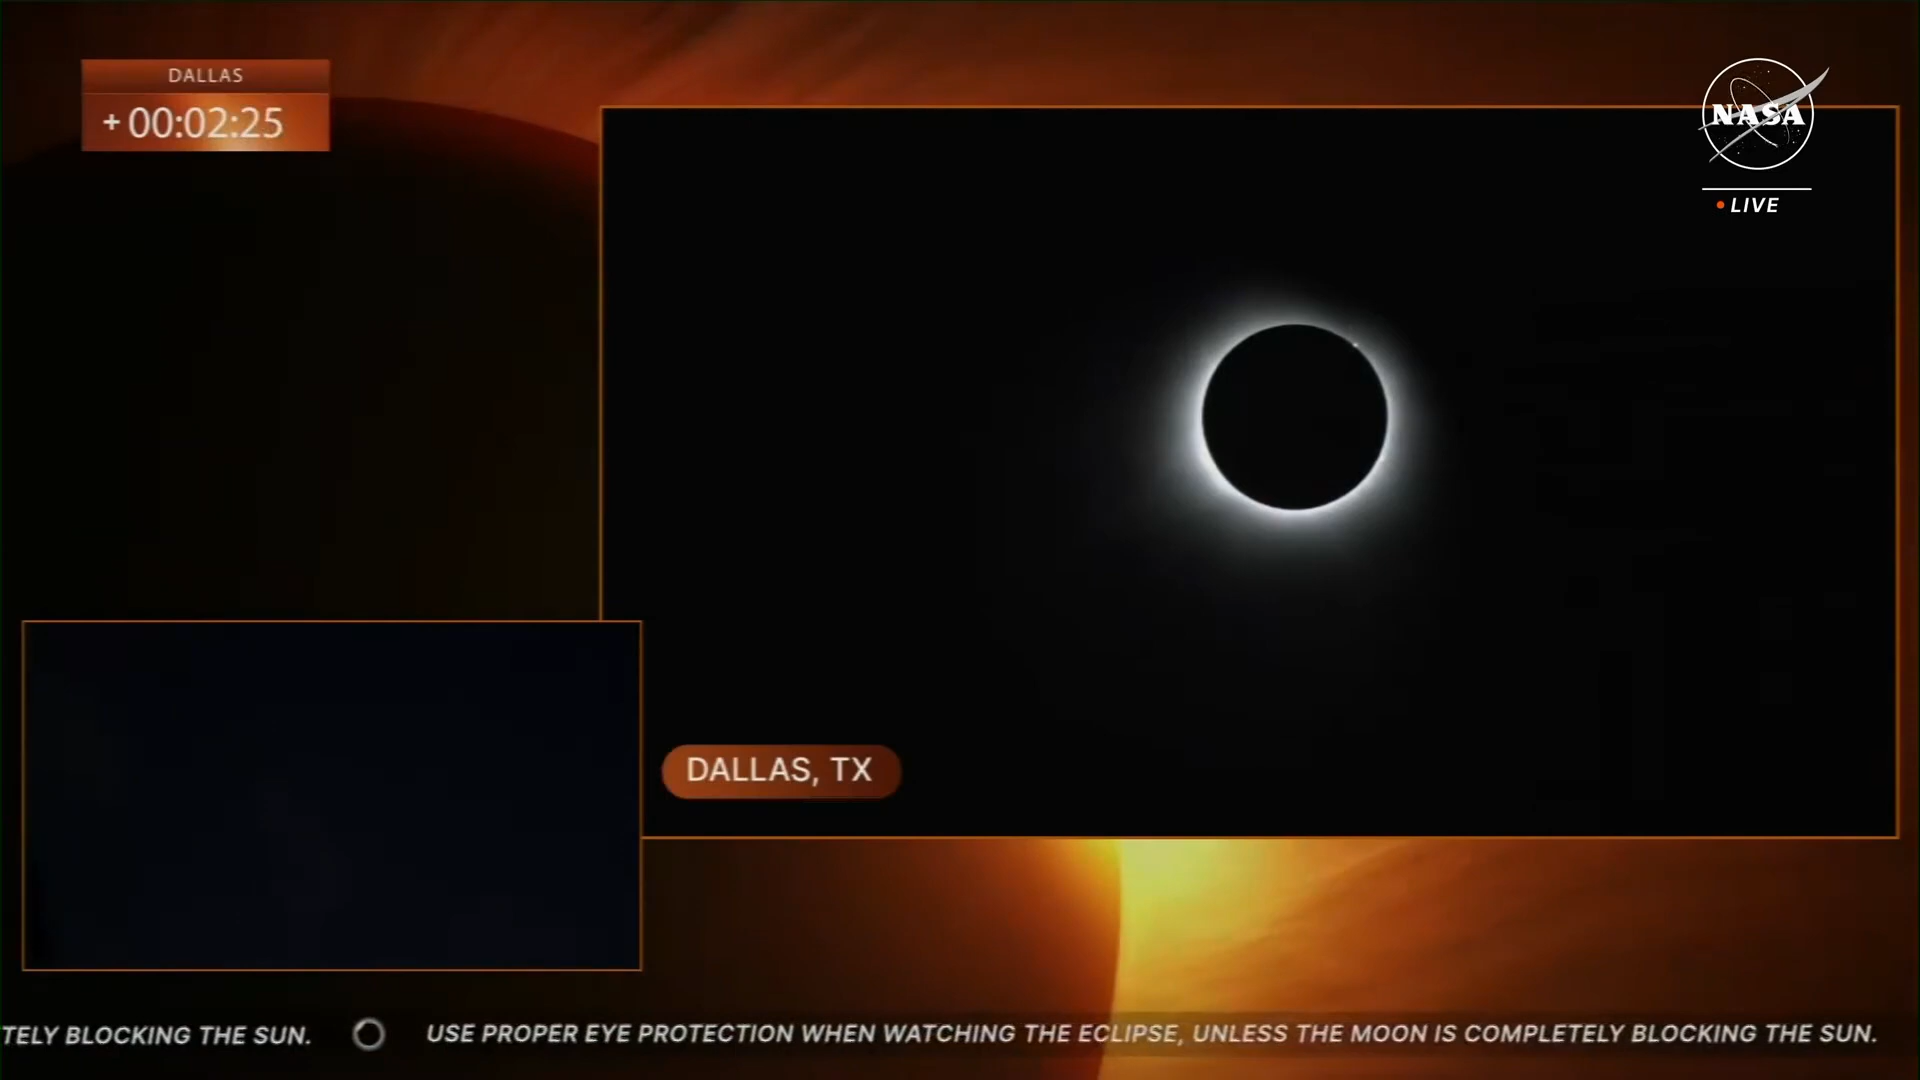 DALLAS
+00:02:25
NASA
LIVE
DALLAS, TX
TELY BLOCKING THE SUN. USE PROPER EYE PROTECTION WHEN WATCHING THE ECLIPSE, UNLESS THE MOON IS COMPLETELY BLOCKING THE SUN.